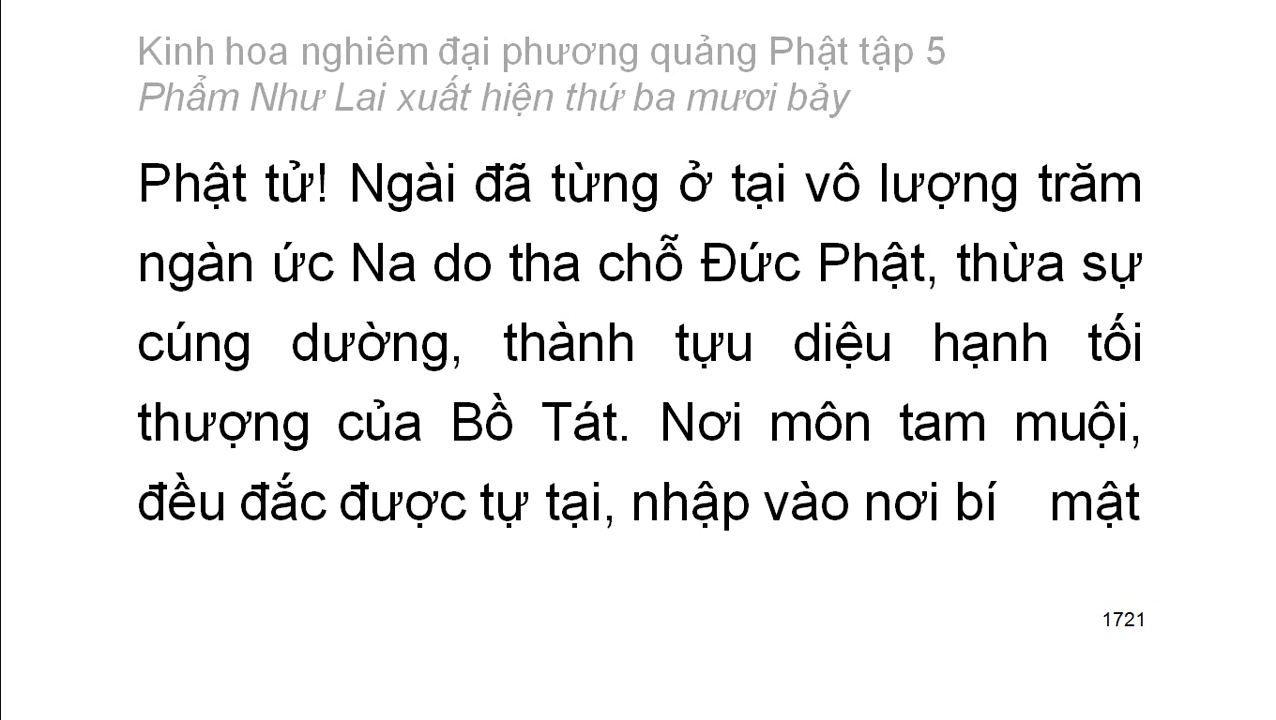 Kinh hoa nghiêm đại phương quảng Phật tập 5
Phẩm Như Lai xuất hiện thứ ba mươi bảy
Phật tử! Ngài đã từng ở tại vô lượng trăm
ngàn ức Na do tha chỗ Đức Phật, thừa sự
cúng dường, thành tựu diệu hạnh tối
thượng của Bồ Tát. Nơi môn tam muội,
đều đắc được tự tại, nhập vào nơi bí mật
1721